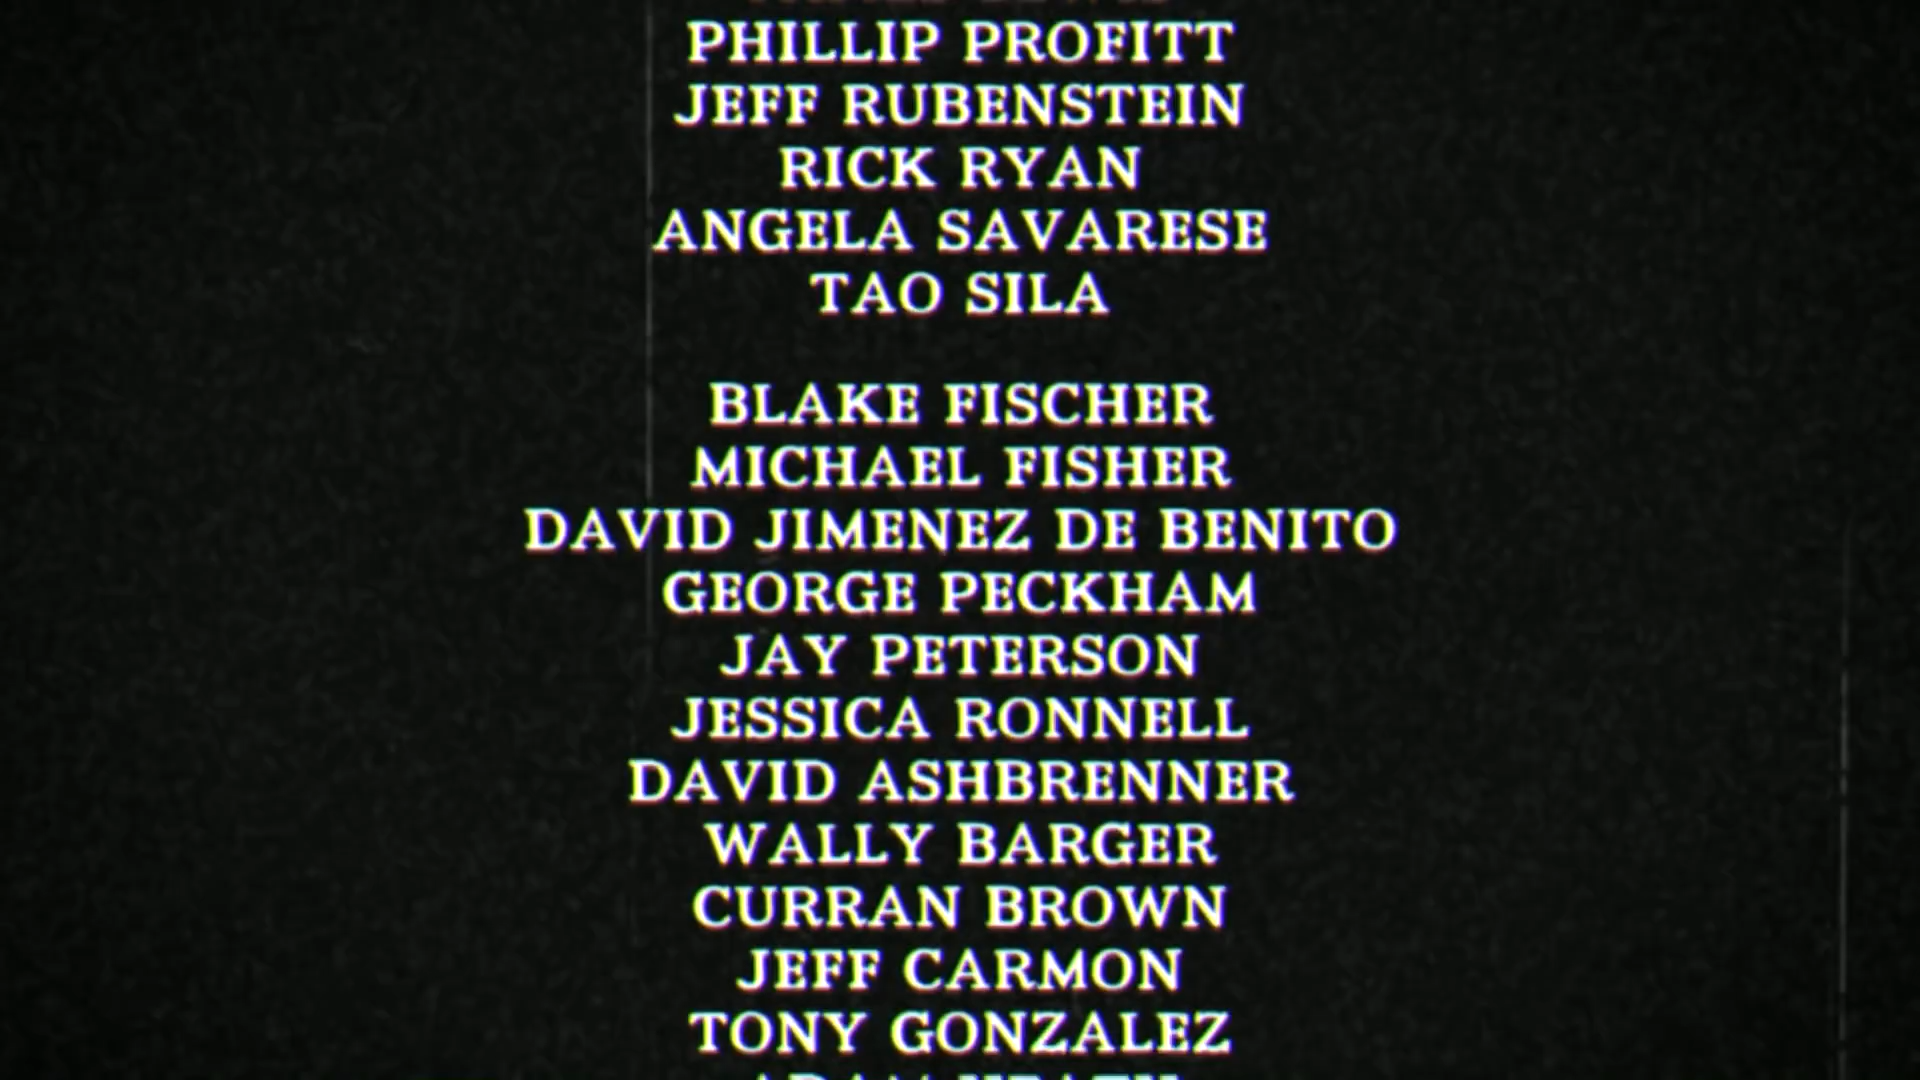 PHILLIP PROFITT
JEFF RUBENSTEIN
RICK RYAN
ANGELA SAVARESE
TAO SILA
BLAKE FISCHER
MICHAEL FISHER
DAVID JIMENEZ DE BENITO
GEORGE PECKHAM
JAY PETERSON
JESSICA RONNELL
DAVID ASHBRENNER
WALLY BARGER
CURRAN BROWN
JEFF CARMON
TONY GONZALEZ